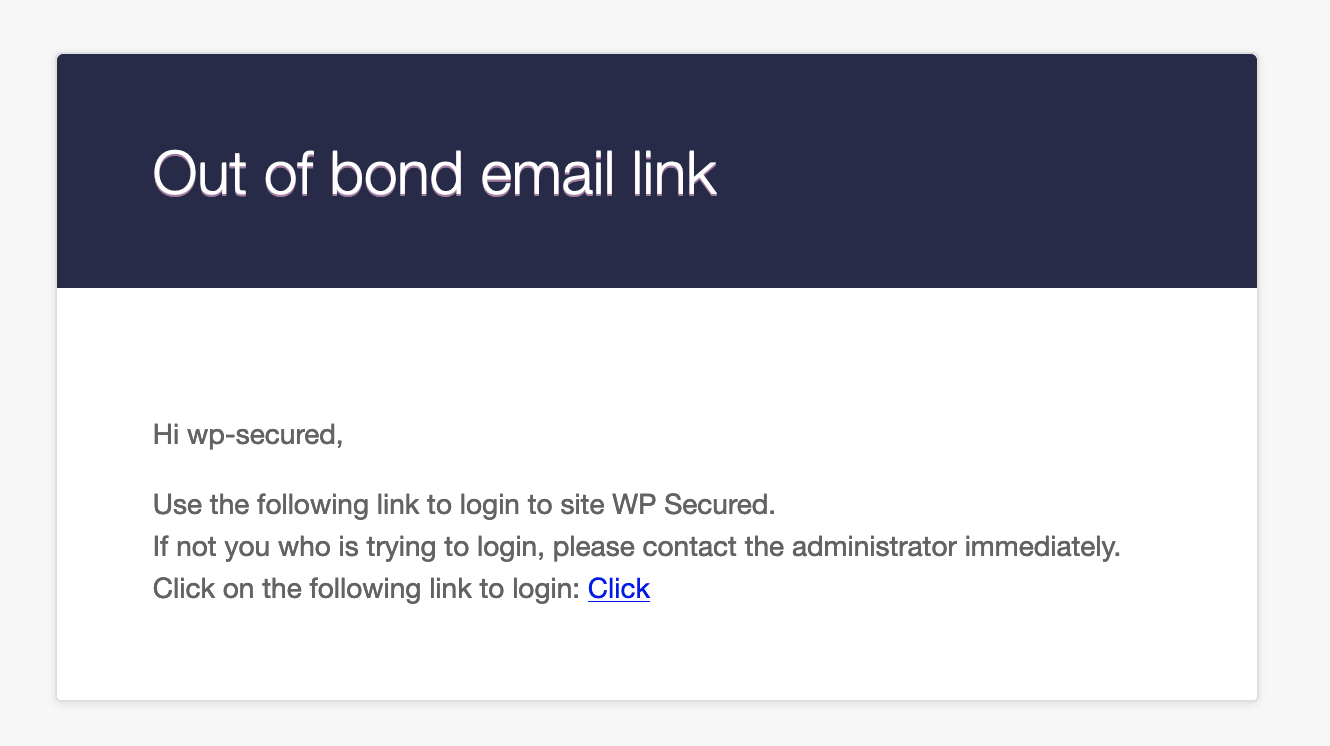 Out of bond email link
Hi wp-secured,
Use the following link to login to site WP Secured.
If not you who is trying to login, please contact the administrator immediately.
Click on the following link to login: Click